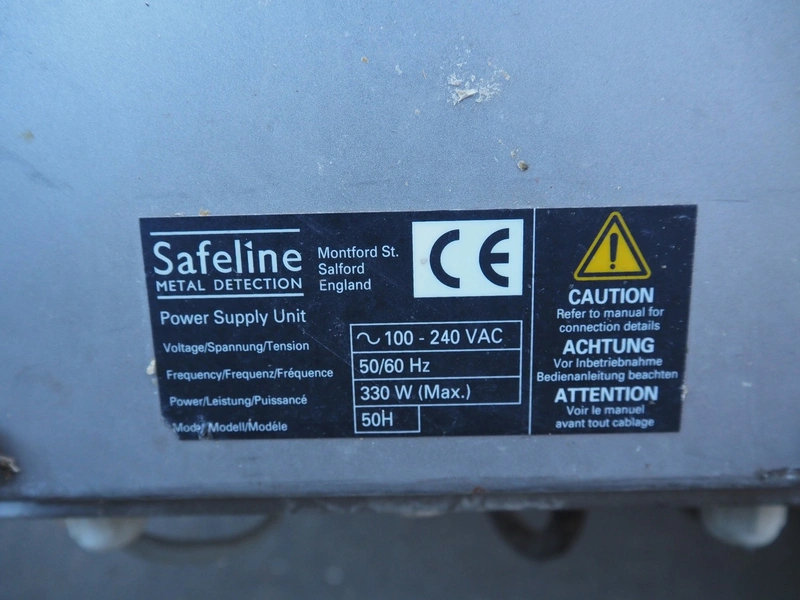 Safeline
METAL DETECTION
Montford St.
Salford
England
CE
Power Supply Unit
Voltage/Spannung/Tension
~ 100 - 240 VAC
Frequency/Frequenz/Fréquence
50/60 Hz
Power/Leistung/Puissancé
330 W (Max.)
Modell/Modèle
50H
CAUTION
Refer to manual for
connection details
ACHTUNG
Vor Inbetriebnahme
Bedienanleitung beachten
ATTENTION
Voir le manuel
avant tout cablage